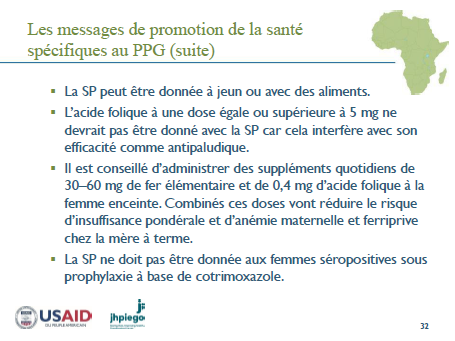 Les messages de promotion de la santé
spécifiques au PPG (suite)
▪ La SP peut être donnée à jeun ou avec des aliments.
▪ L'acide folique à une dose égale ou supérieure à 5 mg ne
devrait pas être donné avec la SP car cela interfère avec son
efficacité comme antipaludique.
▪ Il est conseillé d'administrer des suppléments quotidiens de
30–60 mg de fer élémentaire et de 0,4 mg d'acide folique à la
femme enceinte. Combinés ces doses vont réduire le risque
d'insuffisance pondérale et d'anémie maternelle et ferriprive
chez la mère à terme.
▪ La SP ne doit pas être donnée aux femmes séropositives sous
prophylaxie à base de cotrimoxazole.
USAID
jhpiego
32